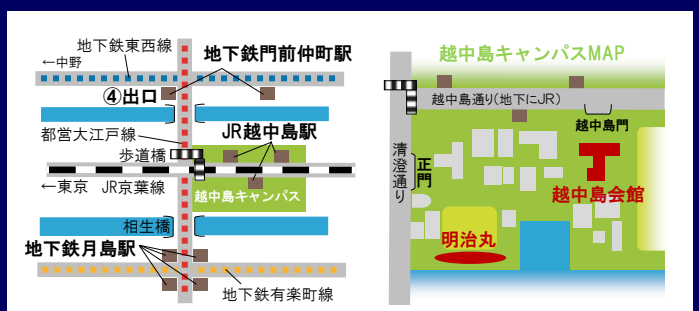 地下鉄東西線
←中野
地下鉄門前仲町駅
④出口
都営大江戸線
JR越中島駅
歩道橋
←東京 JR京葉線
越中島キャンパス
相生橋
地下鉄月島駅
地下鉄有楽町線
越中島キャンパスMAP
越中島通り(地下にJR)
越中島門
清澄通り
正門
越中島会館
明治丸